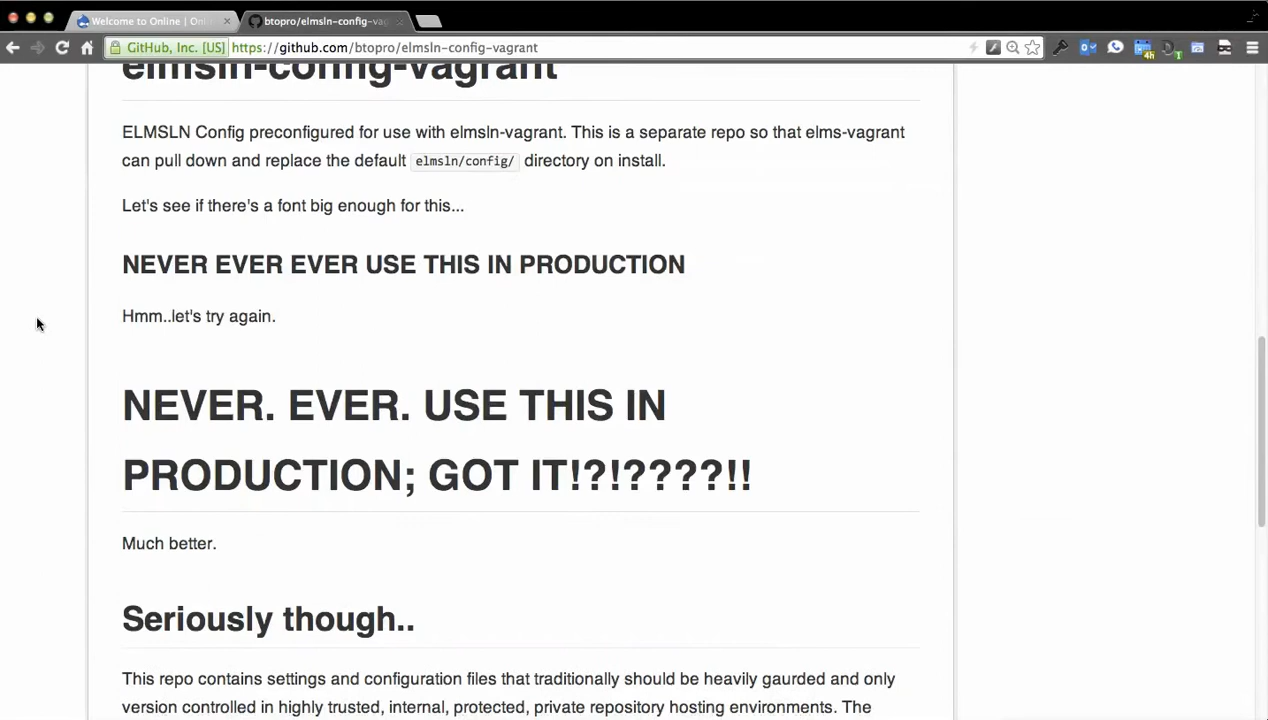 Welcome to Online | Onli
btopro/elmsln-config-vag
GitHub, Inc. [US] https://github.com/btopro/elmsln-config-vagrant
4h
T
elmsln-config-vagrant
ELMSLN Config preconfigured for use with elmsln-vagrant. This is a separate repo so that elms-vagrant
can pull down and replace the default elmsln/config/ directory on install.
Let's see if there's a font big enough for this...
NEVER EVER EVER USE THIS IN PRODUCTION
Hmm..let's try again.
NEVER. EVER. USE THIS IN
PRODUCTION; GOT IT!?!????!!
Much better.
Seriously though..
This repo contains settings and configuration files that traditionally should be heavily gaurded and only
version controlled in highly trusted, internal, protected, private repository hosting environments. The